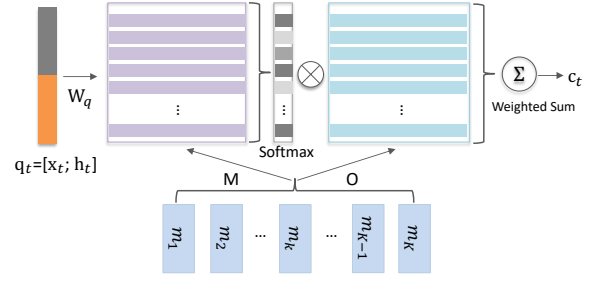 W_q
⋮
⋮
⋮
Σ
c_t
Weighted Sum
Softmax
q_t=[x_t; h_t]
M
O
m_1
m_2
...
m_k
...
m_{K-1}
m_K